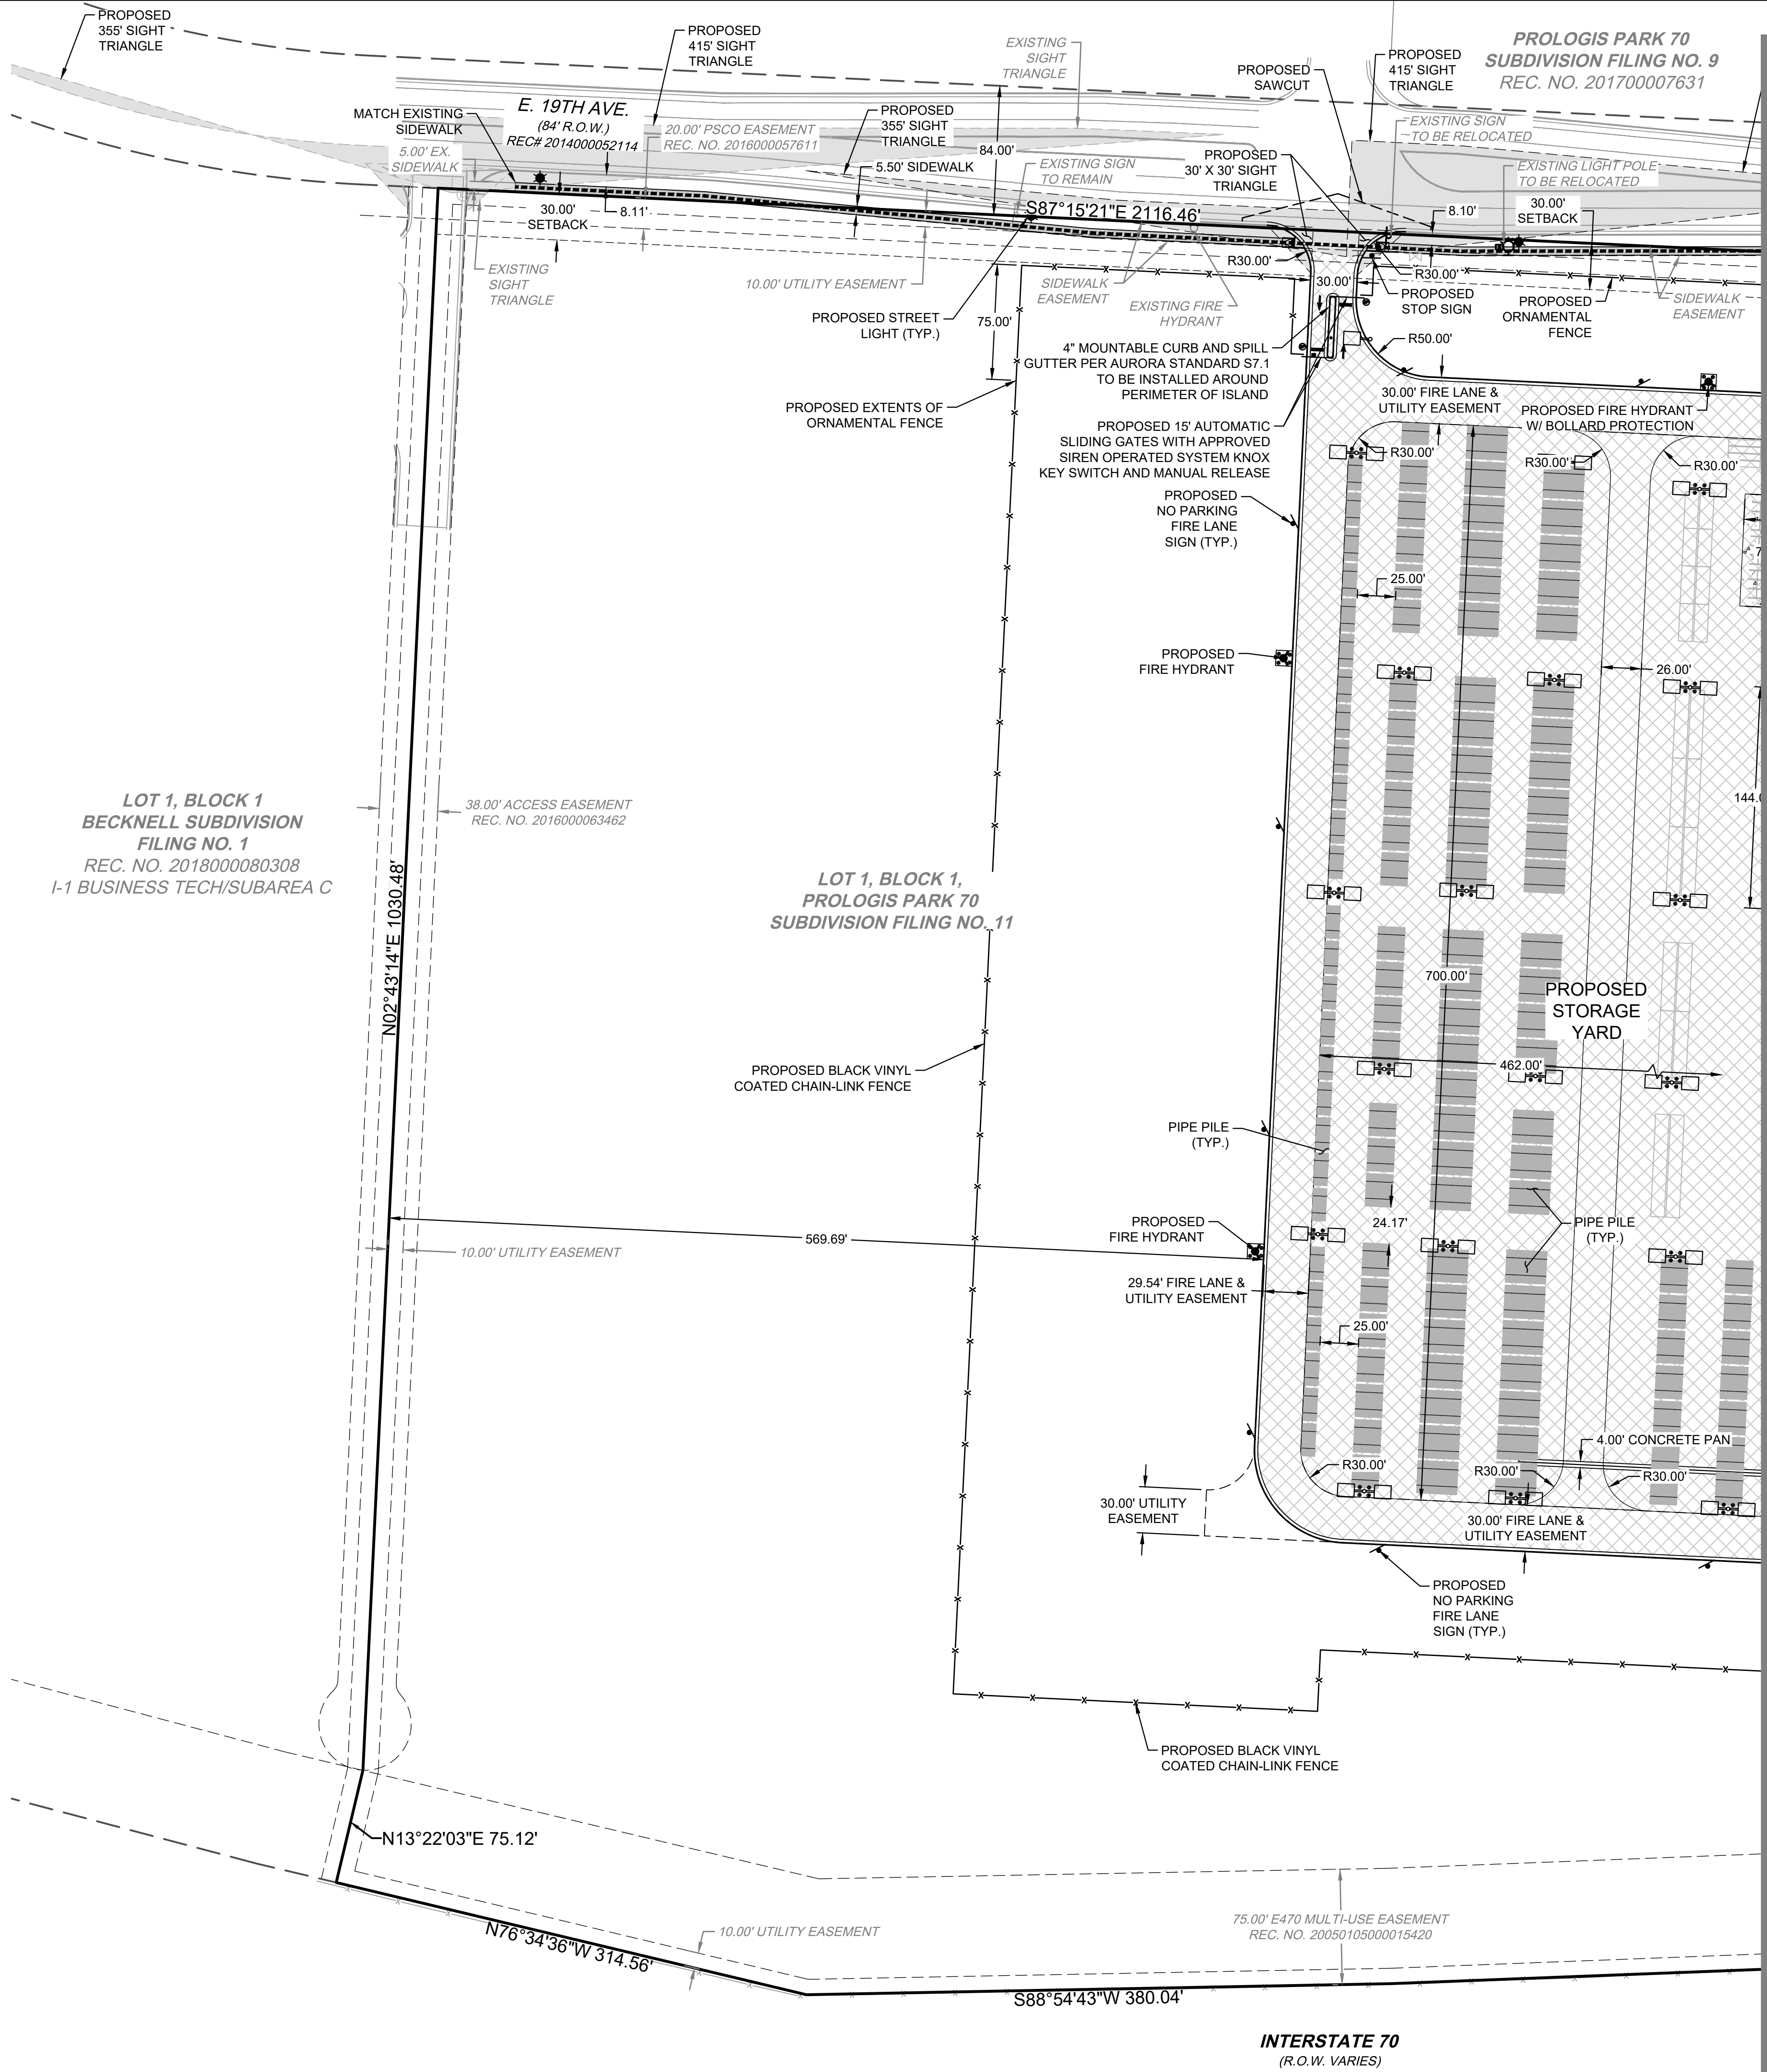 PROPOSED
355' SIGHT
TRIANGLE
PROPOSED
415' SIGHT
TRIANGLE
EXISTING
SIGHT
TRIANGLE
PROPOSED
SAWCUT
PROPOSED
415' SIGHT
TRIANGLE
PROLOGIS PARK 70
SUBDIVISION FILING NO. 9
REC. NO. 201700007631
MATCH EXISTING
SIDEWALK
E. 19TH AVE.
(84' R.O.W.)
REC# 2014000052114
20.00' PSCO EASEMENT
REC. NO. 2016000057611
PROPOSED
355' SIGHT
TRIANGLE
84.00'
EXISTING SIGN
TO BE RELOCATED
5.00' EX.
SIDEWALK
5.50' SIDEWALK
EXISTING SIGN
TO REMAIN
PROPOSED
30' X 30' SIGHT
TRIANGLE
EXISTING LIGHT POLE
TO BE RELOCATED
30.00'
SETBACK
8.11'
S87°15'21"E 2116.46'
8.10'
30.00'
SETBACK
EXISTING
SIGHT
TRIANGLE
10.00' UTILITY EASEMENT
SIDEWALK
EASEMENT
EXISTING FIRE
HYDRANT
R30.00'
30.00'
R30.00'
PROPOSED
STOP SIGN
PROPOSED
ORNAMENTAL
FENCE
SIDEWALK
EASEMENT
PROPOSED STREET
LIGHT (TYP.)
75.00'
4" MOUNTABLE CURB AND SPILL
GUTTER PER AURORA STANDARD S7.1
TO BE INSTALLED AROUND
PERIMETER OF ISLAND
R50.00'
PROPOSED EXTENTS OF
ORNAMENTAL FENCE
30.00' FIRE LANE &
UTILITY EASEMENT
PROPOSED FIRE HYDRANT
W/ BOLLARD PROTECTION
PROPOSED 15' AUTOMATIC
SLIDING GATES WITH APPROVED
SIREN OPERATED SYSTEM KNOX
KEY SWITCH AND MANUAL RELEASE
R30.00'
R30.00'
R30.00'
PROPOSED
NO PARKING
FIRE LANE
SIGN (TYP.)
7
25.00'
PROPOSED
FIRE HYDRANT
26.00'
LOT 1, BLOCK 1
BECKNELL SUBDIVISION
FILING NO. 1
REC. NO. 2018000080308
I-1 BUSINESS TECH/SUBAREA C
38.00' ACCESS EASEMENT
REC. NO. 2016000063462
144.0
N02°43'14"E 1030.48'
LOT 1, BLOCK 1,
PROLOGIS PARK 70
SUBDIVISION FILING NO. 11
700.00'
PROPOSED
STORAGE
YARD
PROPOSED BLACK VINYL
COATED CHAIN-LINK FENCE
462.00'
PIPE PILE
(TYP.)
569.69'
10.00' UTILITY EASEMENT
PROPOSED
FIRE HYDRANT
24.17'
PIPE PILE
(TYP.)
29.54' FIRE LANE &
UTILITY EASEMENT
25.00'
4.00' CONCRETE PAN
R30.00'
R30.00'
R30.00'
30.00' UTILITY
EASEMENT
30.00' FIRE LANE &
UTILITY EASEMENT
PROPOSED
NO PARKING
FIRE LANE
SIGN (TYP.)
PROPOSED BLACK VINYL
COATED CHAIN-LINK FENCE
N13°22'03"E 75.12'
N76°34'36"W 314.56'
10.00' UTILITY EASEMENT
75.00' E470 MULTI-USE EASEMENT
REC. NO. 20050105000015420
S88°54'43"W 380.04'
INTERSTATE 70
(R.O.W. VARIES)